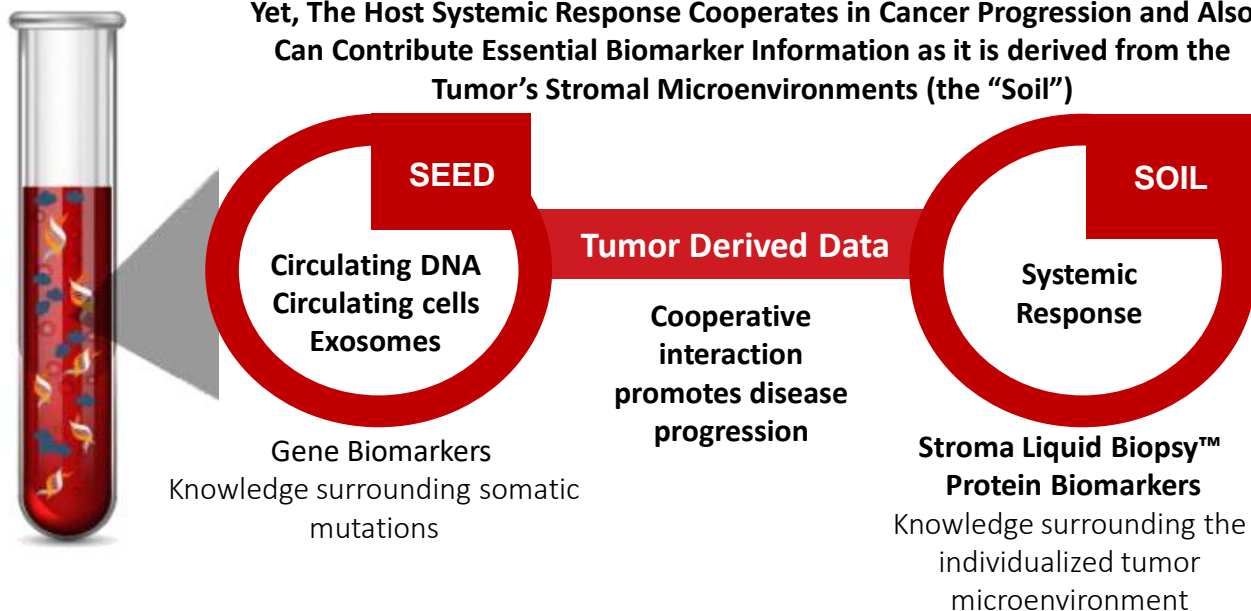 Yet, The Host Systemic Response Cooperates in Cancer Progression and Also
Can Contribute Essential Biomarker Information as it is derived from the
Tumor’s Stromal Microenvironments (the “Soil”)
SEED
Circulating DNA
Circulating cells
Exosomes
Gene Biomarkers
Knowledge surrounding somatic
mutations
Tumor Derived Data
Cooperative
interaction
promotes disease
progression
SOIL
Systemic
Response
Stroma Liquid Biopsy™
Protein Biomarkers
Knowledge surrounding the
individualized tumor
microenvironment